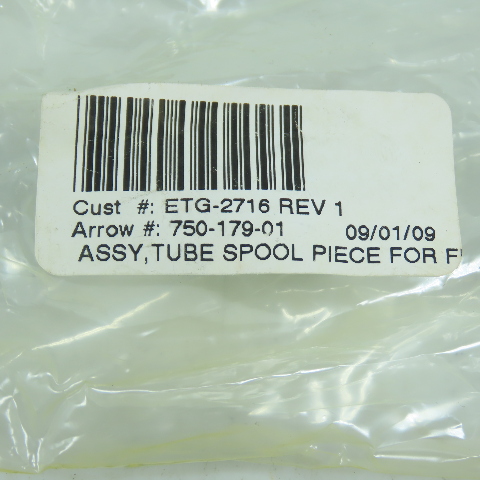 Cust #: ETG-2716 REV 1
Arrow #: 750-179-01 09/01/09
ASSY,TUBE SPOOL PIECE FOR